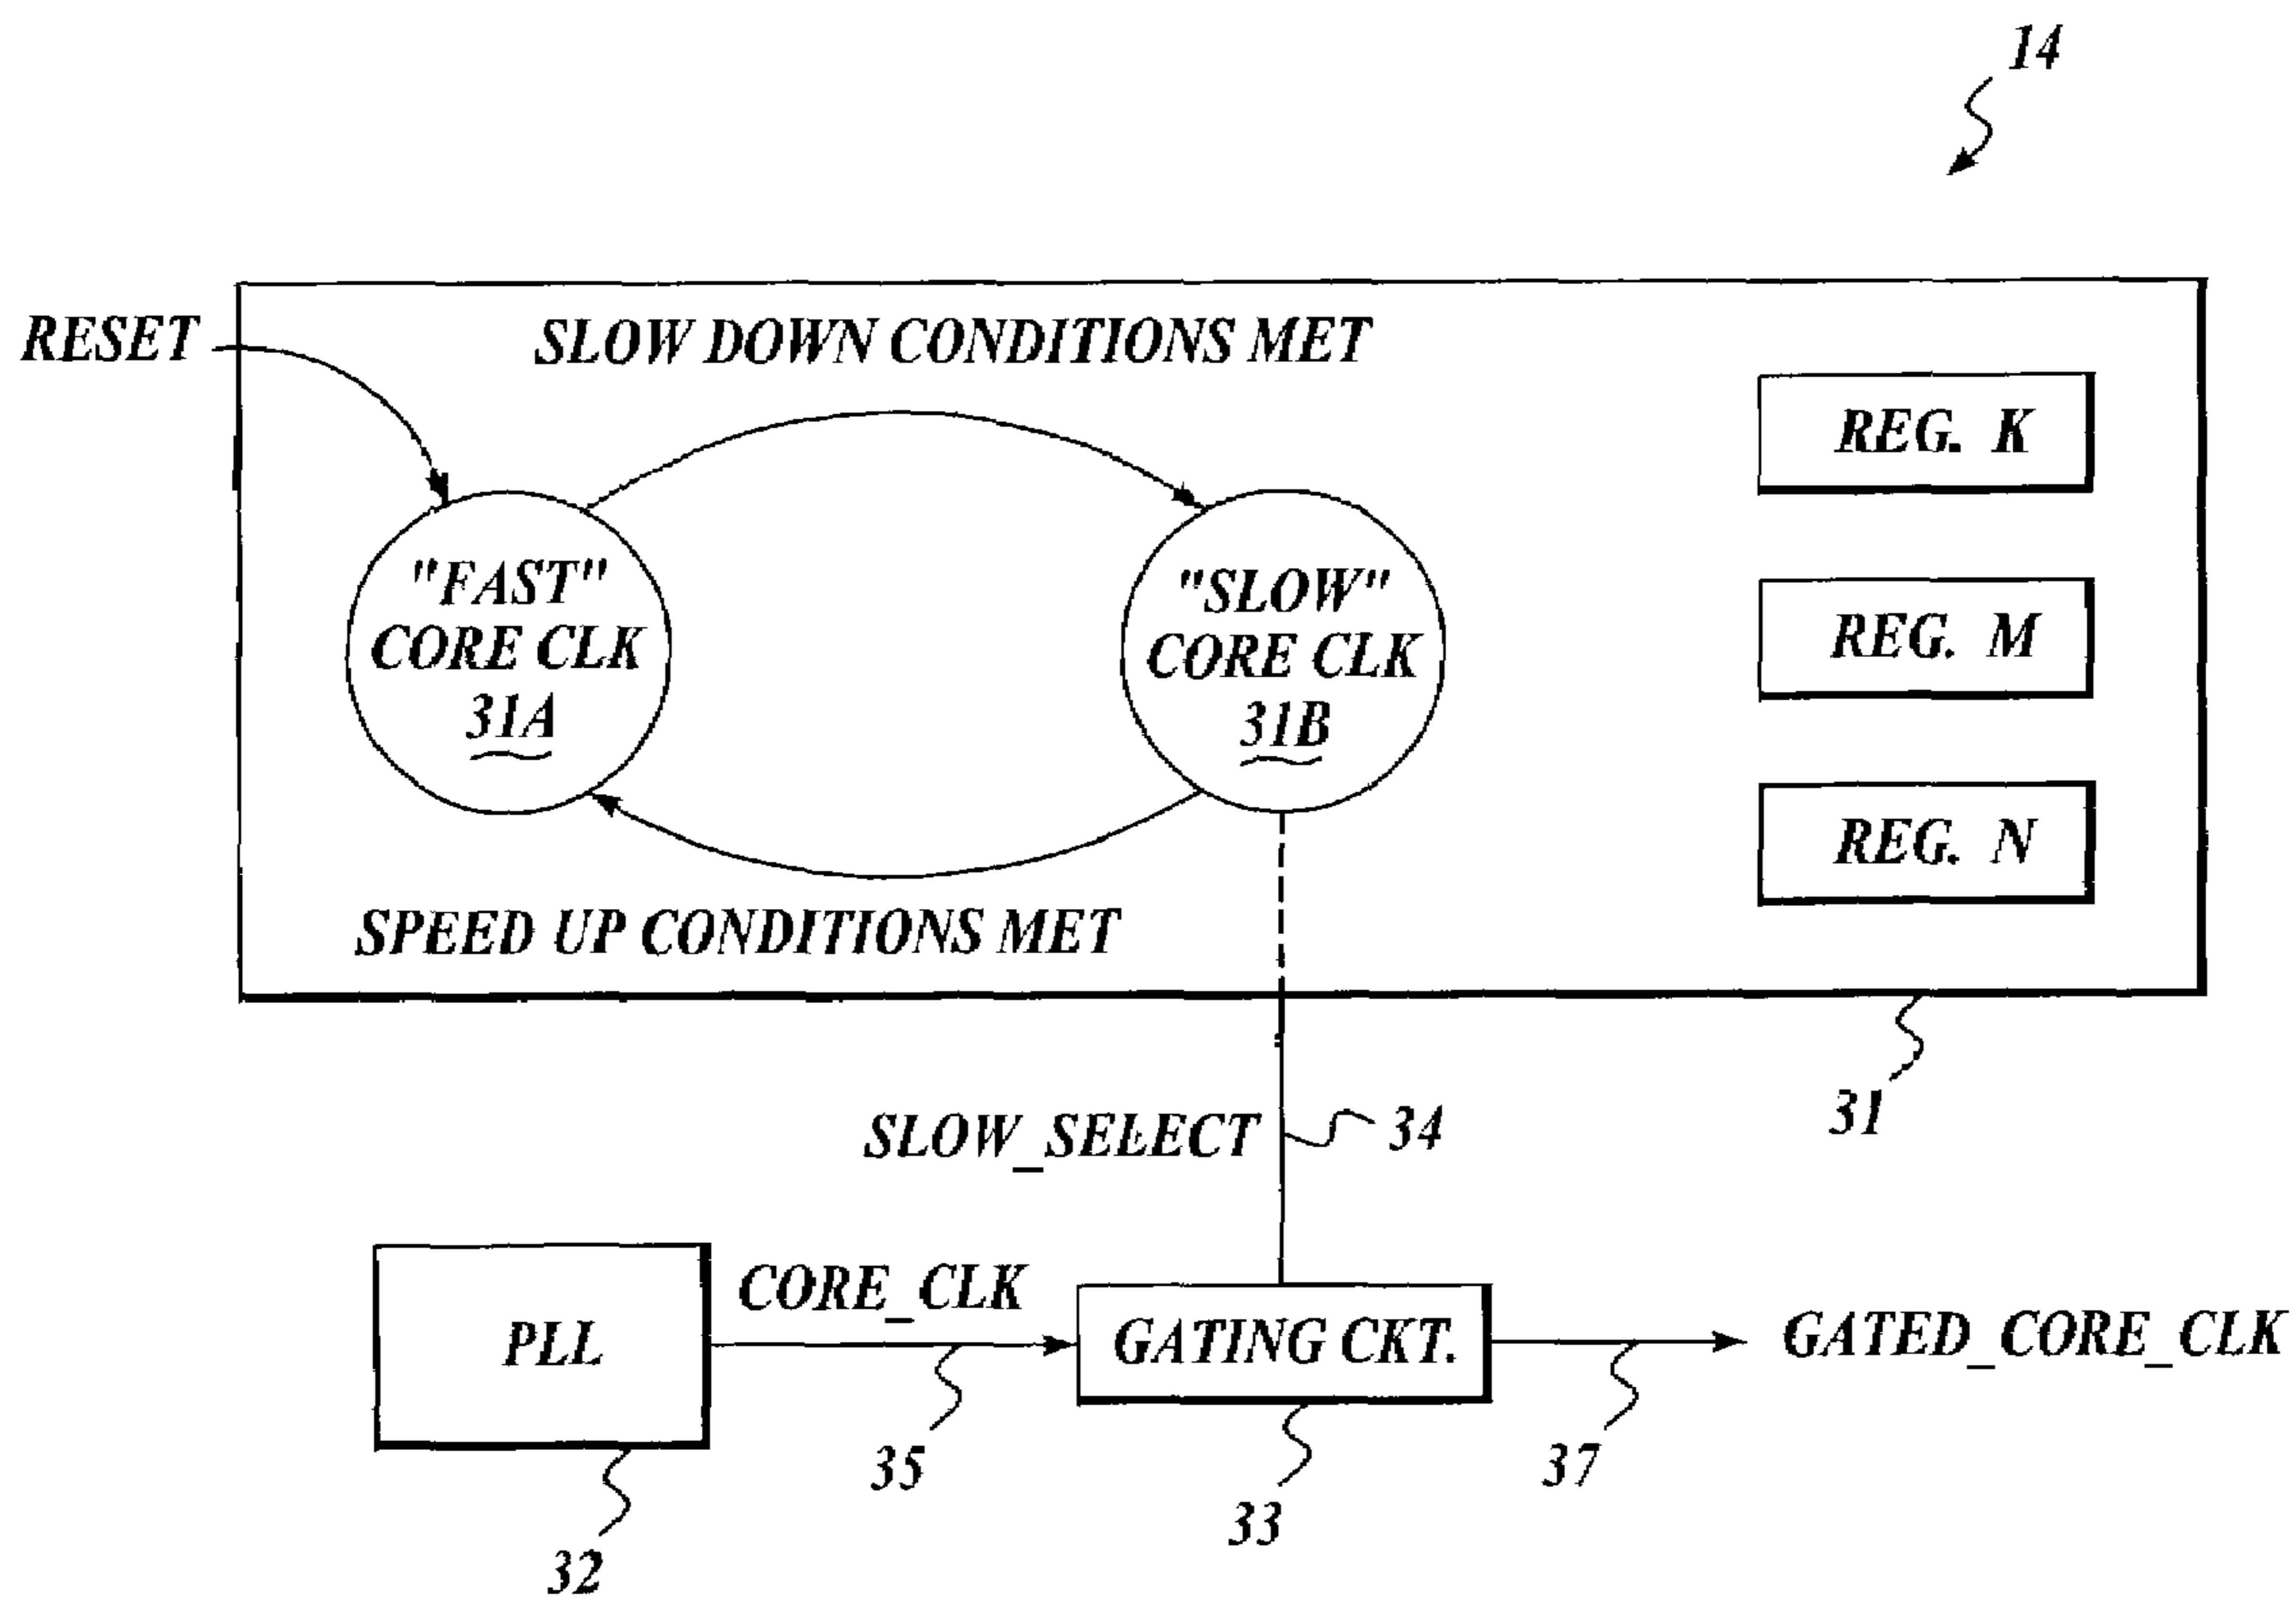 14
RESET
SLOW DOWN CONDITIONS MET
REG. K
"FAST"
CORE CLK
31A
"SLOW"
CORE CLK
31B
REG. M
REG. N
SPEED UP CONDITIONS MET
31
SLOW_SELECT
34
PLL
CORE_CLK
GATING CKT.
GATED_CORE_CLK
35
37
33
32